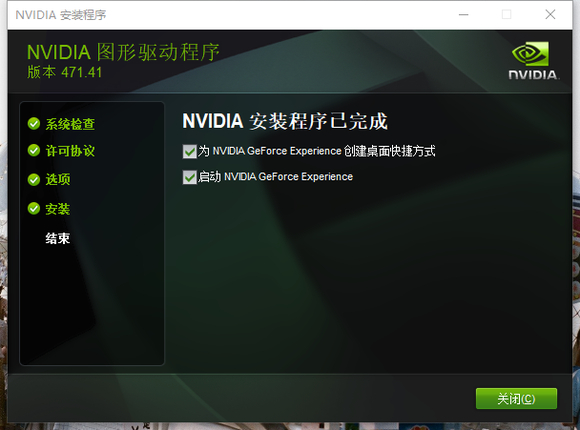 NVIDIA 安装程序
NVIDIA 图形驱动程序
版本 471.41
NVIDIA.
系统检查
许可协议
选项
安装
结束
NVIDIA 安装程序已完成
为 NVIDIA GeForce Experience 创建桌面快捷方式
启动 NVIDIA GeForce Experience
关闭(C)